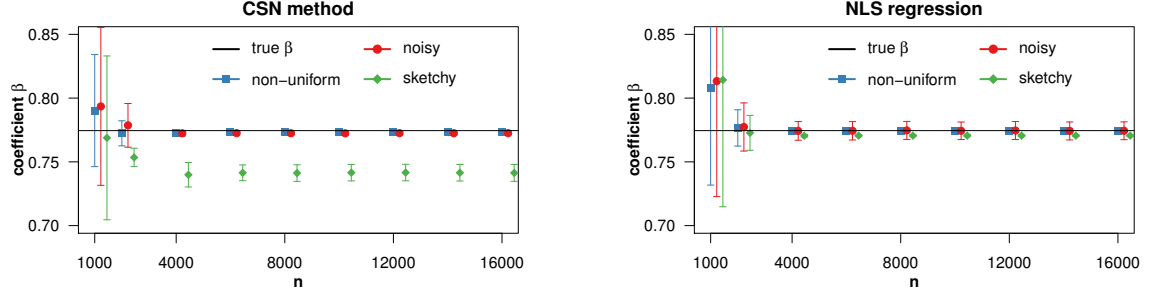 CSN method
coefficient β
0.85
0.80
0.75
0.70
true β
noisy
non−uniform
sketchy
1000
4000
8000
12000
16000
n
NLS regression
coefficient β
0.85
0.80
0.75
0.70
true β
noisy
non−uniform
sketchy
1000
4000
8000
12000
16000
n